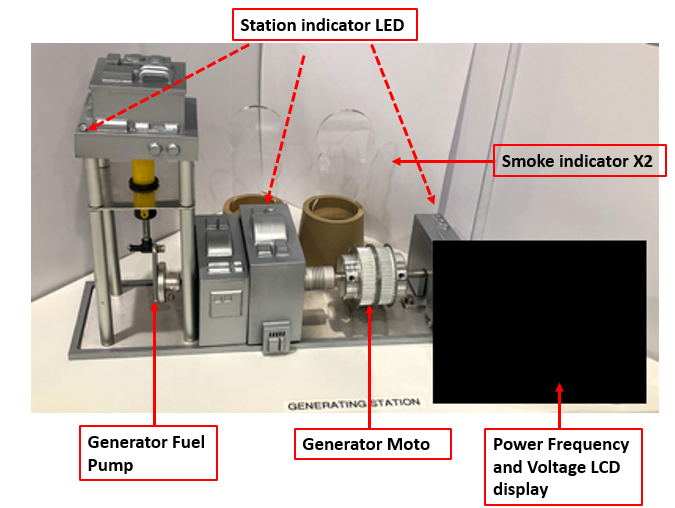 Station indicator LED
Smoke indicator X2
GENERATING STATION
Generator Fuel
Pump
Generator Moto
Power Frequency
and Voltage LCD
display